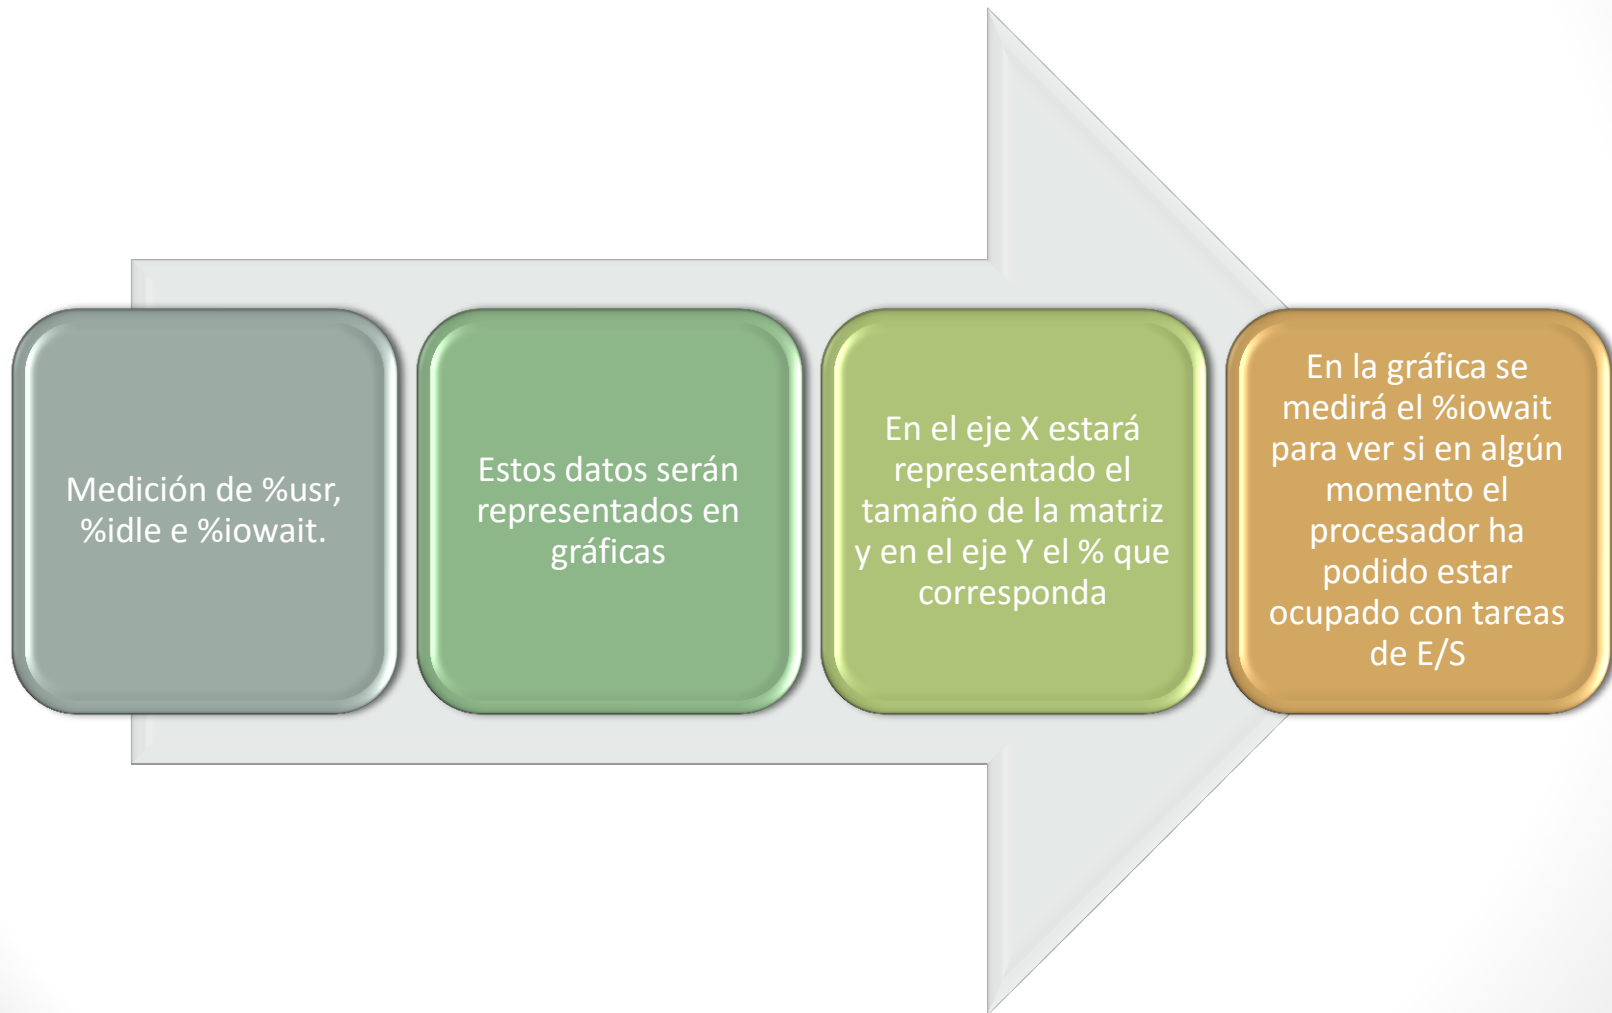 Medición de %usr,
%idle e %iowait.
Estos datos serán
representados en
gráficas
En el eje X estará
representado el
tamaño de la matriz
y en el eje Y el % que
corresponda
En la gráfica se
medirá el %iowait
para ver si en algún
momento el
procesador ha
podido estar
ocupado con tareas
de E/S